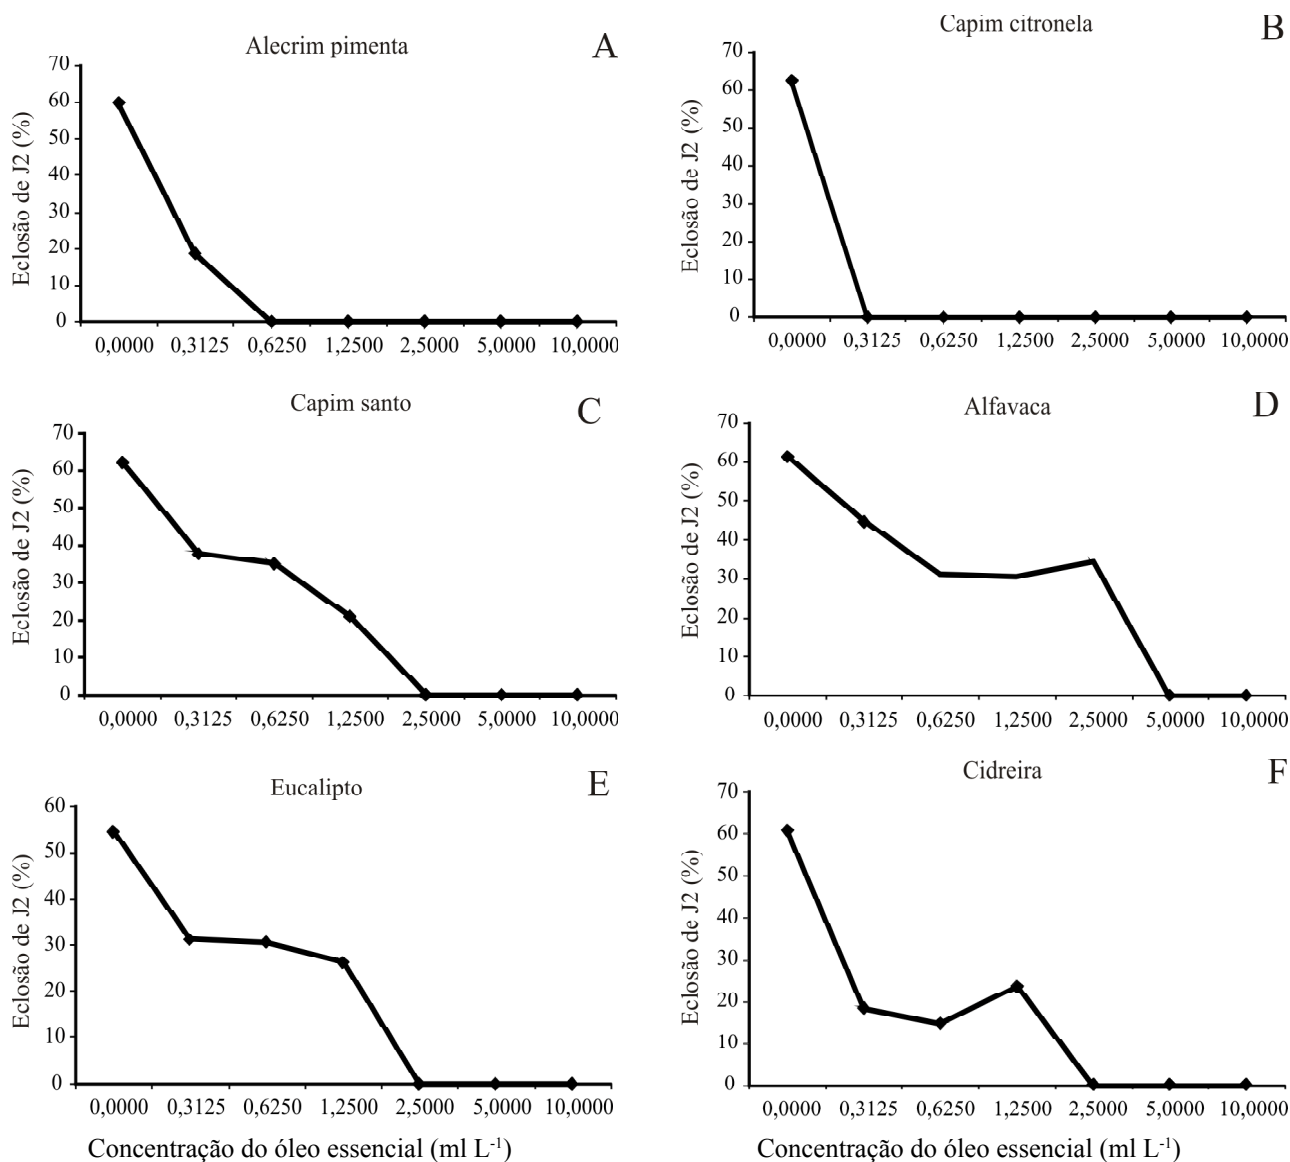 Alecrim pimenta
A
Eclosão de J2 (%)
70
60
50
40
30
20
10
0
0,0000 0,3125 0,6250 1,2500 2,5000 5,0000 10,0000
Capim citronela
B
Eclosão de J2 (%)
70
60
50
40
30
20
10
0
0,0000 0,3125 0,6250 1,2500 2,5000 5,0000 10,0000
Capim santo
C
Eclosão de J2 (%)
70
60
50
40
30
20
10
0
0,0000 0,3125 0,6250 1,2500 2,5000 5,0000 10,0000
Alfavaca
D
Eclosão de J2 (%)
70
60
50
40
30
20
10
0
0,0000 0,3125 0,6250 1,2500 2,5000 5,0000 10,0000
Eucalipto
E
Eclosão de J2 (%)
60
50
40
30
20
10
0
0,0000 0,3125 0,6250 1,2500 2,5000 5,0000 10,0000
Concentração do óleo essencial (ml L⁻¹)
Cidreira
F
Eclosão de J2 (%)
70
60
50
40
30
20
10
0
0,0000 0,3125 0,6250 1,2500 2,5000 5,0000 10,0000
Concentração do óleo essencial (ml L⁻¹)